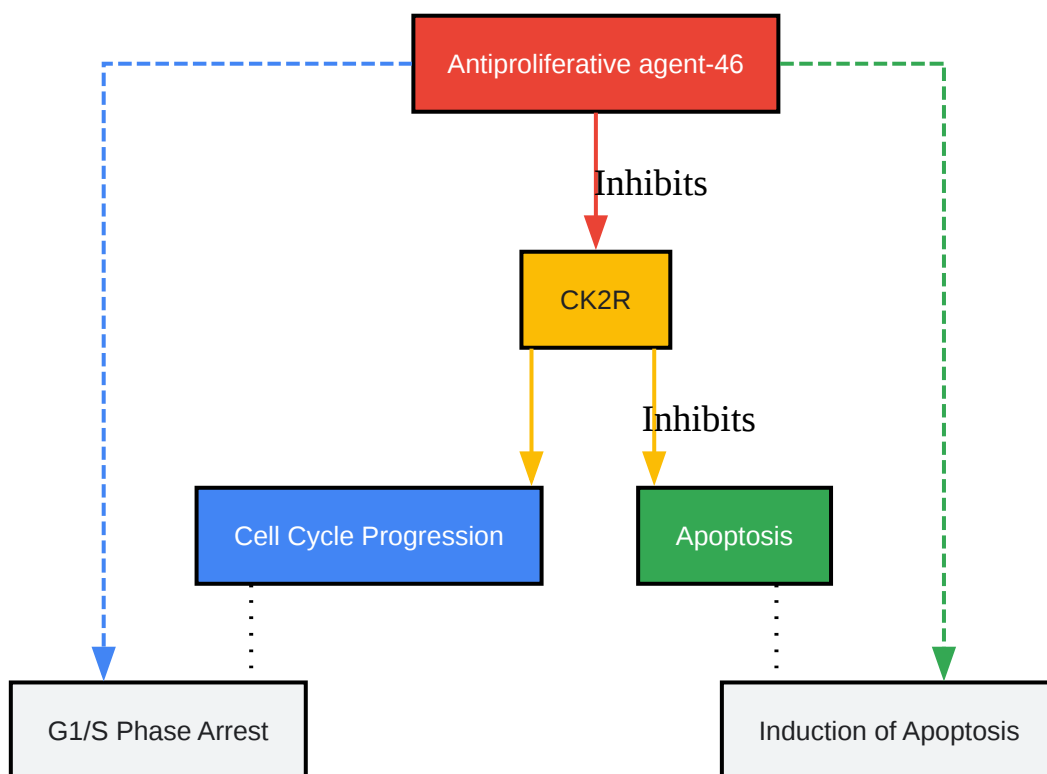 Antiproliferative agent-46
Inhibits
CK2R
Inhibits
Cell Cycle Progression
Apoptosis
G1/S Phase Arrest
Induction of Apoptosis